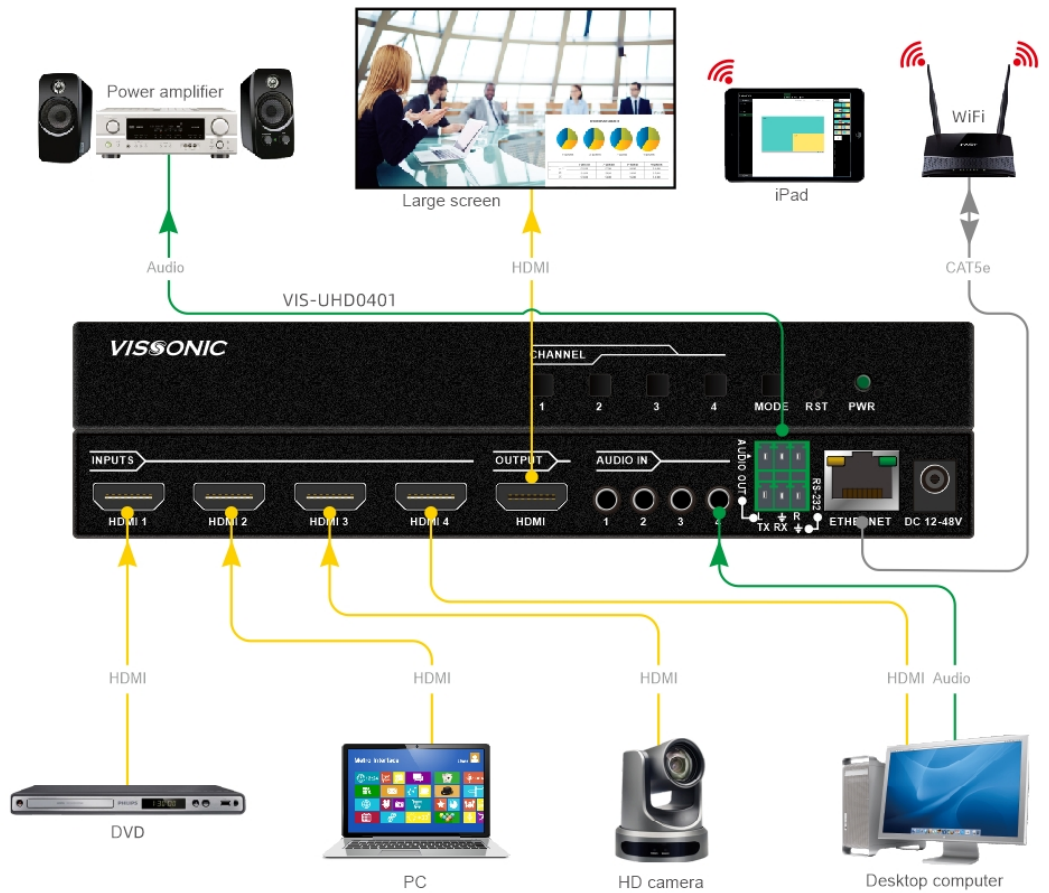 Power amplifier
Large screen
iPad
WiFi
Audio
HDMI
CAT5e
VIS-UHD0401
VISSONIC
CHANNEL
1 2 3 4 MODE RST PWR
INPUTS
OUTPUT
AUDIO IN
AUDIO OUT
RS-232
HDMI 1 HDMI 2 HDMI 3 HDMI 4 HDMI
1 2 3 4
L R
TX RX
ETHERNET
DC 12-48V
HDMI
HDMI
HDMI
HDMI Audio
PHILIPS
DVD
PC
HD camera
Desktop computer